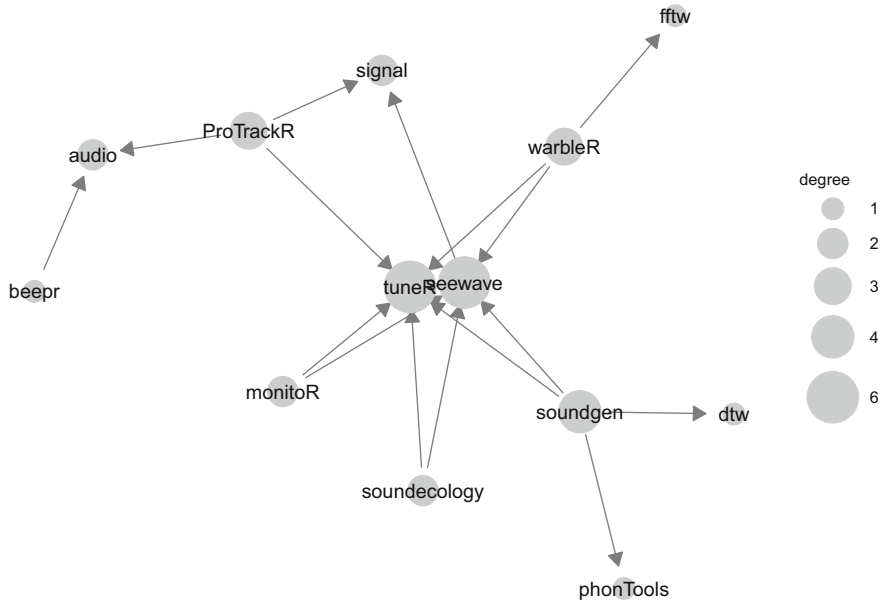 fftw
signal
ProTrackR
warbleR
audio
degree
1
2
beepr
tuneR
seewave
3
4
monitoR
6
soundgen
dtw
soundecology
phonTools